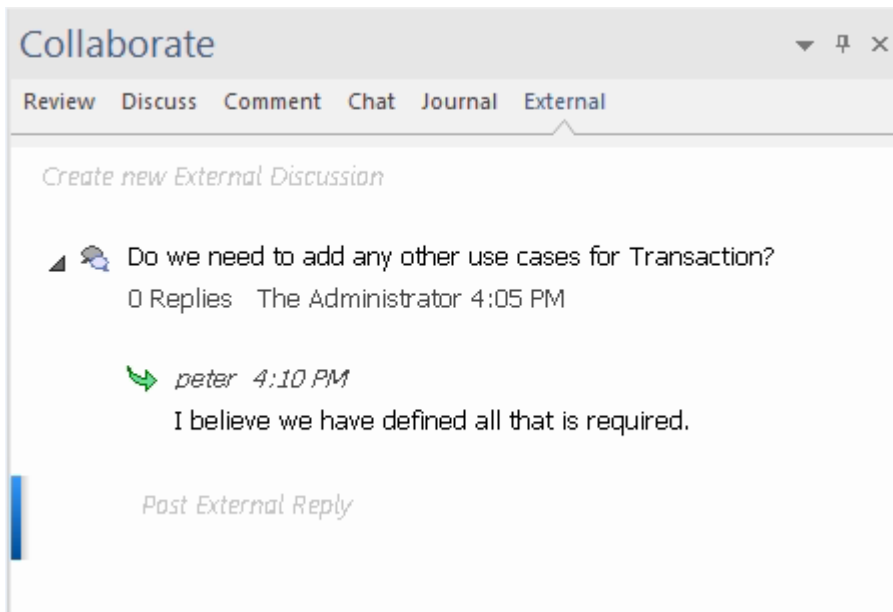 Collaborate
Review Discuss Comment Chat Journal External
Create new External Discussion
Do we need to add any other use cases for Transaction?
0 Replies The Administrator 4:05 PM
peter 4:10 PM
I believe we have defined all that is required.
Post External Reply